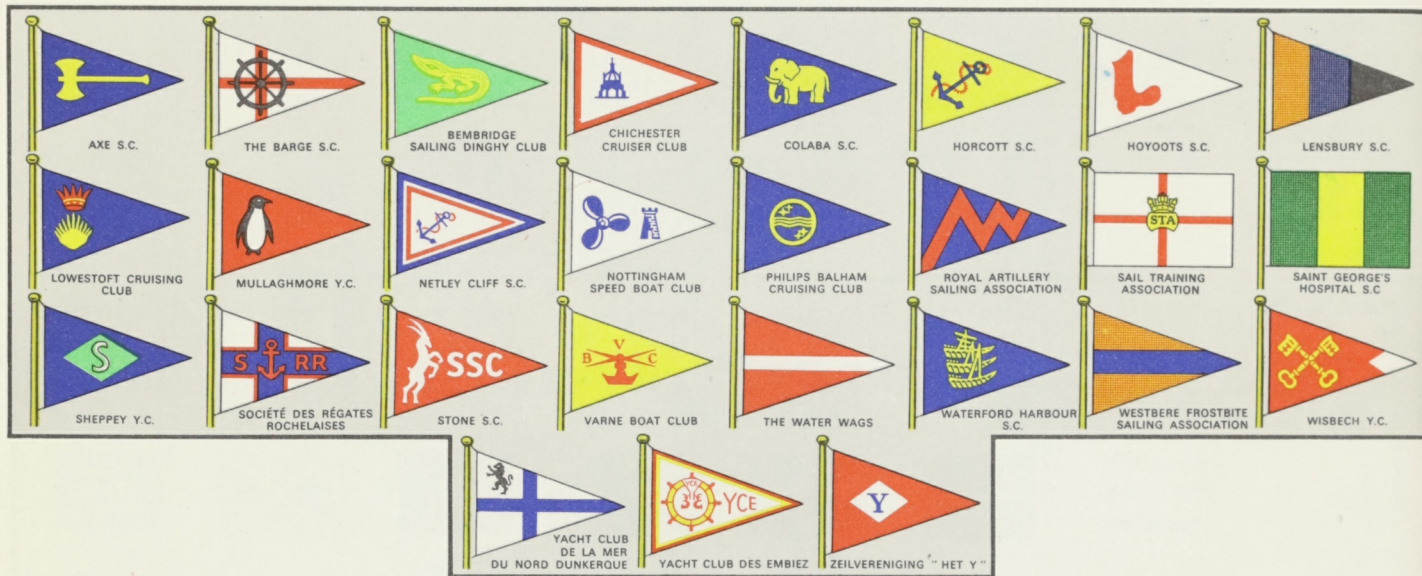 AXE S.C.
THE BARGE S.C.
BEMBRIDGE
SAILING DINGHY CLUB
CHICHESTER
CRUISER CLUB
COLABA S.C.
HORCOTT S.C.
HOYOOTS S.C.
LENSBURY S.C.
LOWESTOFT CRUISING
CLUB
MULLAGHMORE Y.C.
NETLEY CLIFF S.C.
NOTTINGHAM
SPEED BOAT CLUB
PHILIPS BALHAM
CRUISING CLUB
ROYAL ARTILLERY
SAILING ASSOCIATION
STA
SAIL TRAINING
ASSOCIATION
SAINT GEORGE'S
HOSPITAL S.C
S
SHEPPEY Y.C.
S RR
SOCIÉTÉ DES RÉGATES
ROCHELAISES
SSC
STONE S.C.
B V C
VARNE BOAT CLUB
THE WATER WAGS
WATERFORD HARBOUR
S.C.
WESTBERE FROSTBITE
SAILING ASSOCIATION
WISBECH Y.C.
YACHT CLUB
DE LA MER
DU NORD DUNKERQUE
YCE
YCE
YACHT CLUB DES EMBIEZ
Y
ZEILVERENIGING "HET Y"